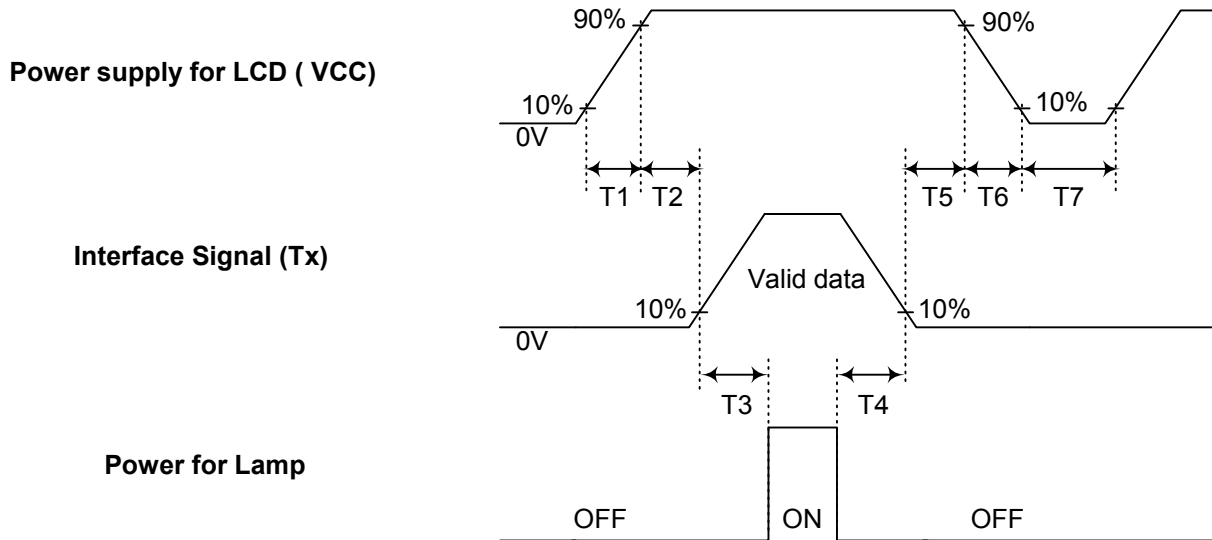 90%
90%
Power supply for LCD ( VCC)
10%
10%
0V
T1 T2 T5 T6 T7
Interface Signal (Tx)
Valid data
10%
10%
0V
T3 T4
Power for Lamp
OFF ON OFF